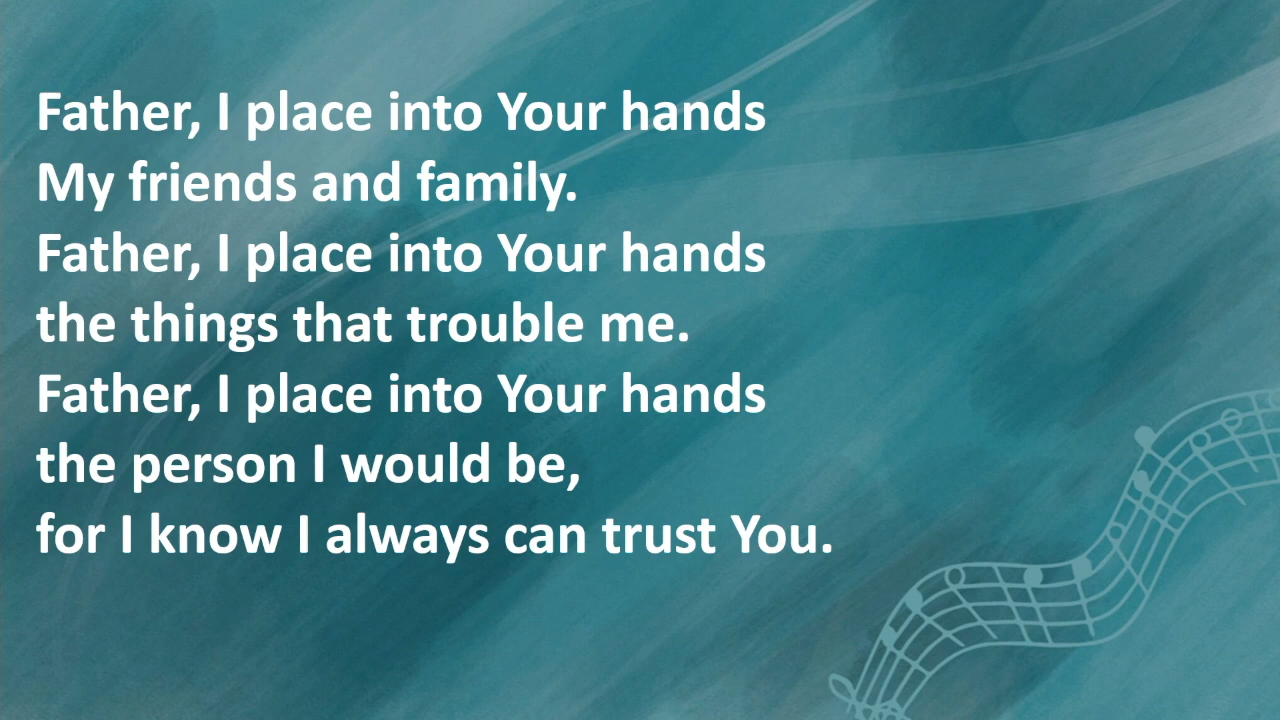 Father, I place into Your hands
My friends and family.
Father, I place into Your hands
the things that trouble me.
Father, I place into Your hands
the person I would be,
for I know I always can trust You.